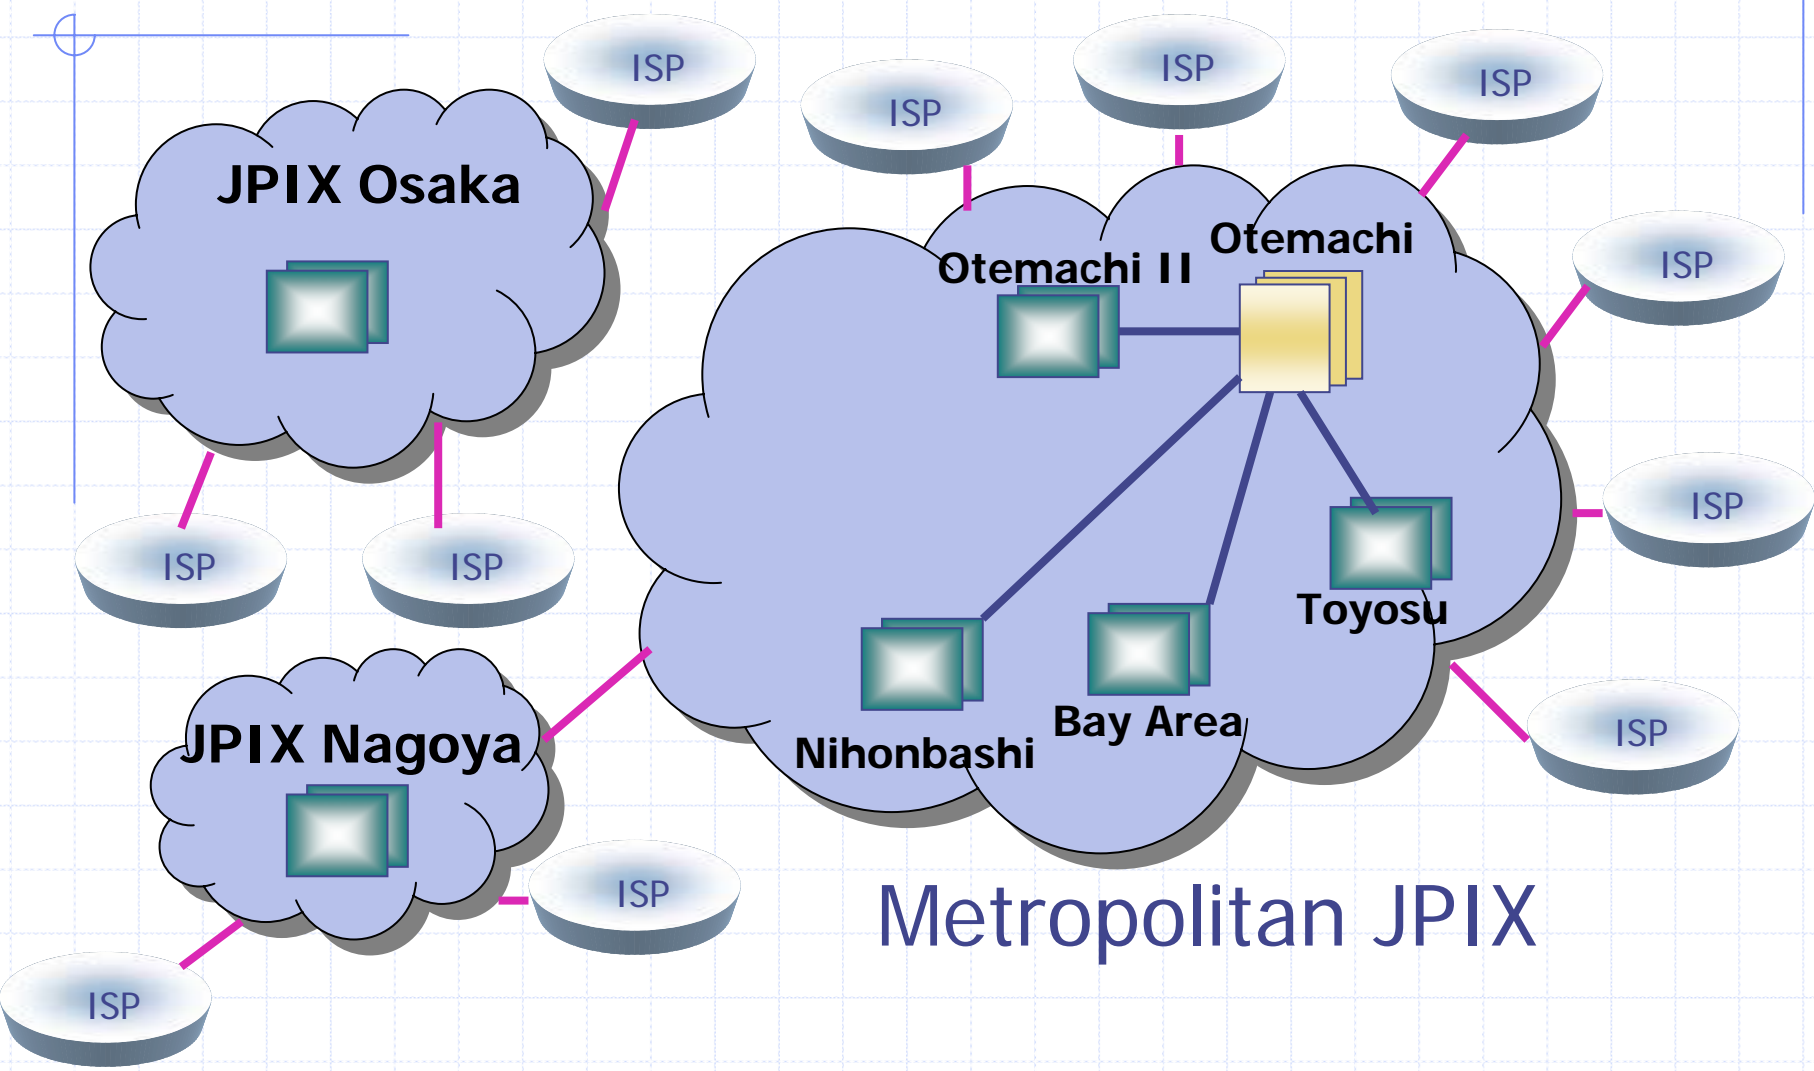 ISP
ISP
ISP
ISP
JPIX Osaka
Otemachi
Otemachi II
ISP
ISP
ISP
ISP
Toyosu
Bay Area
Nihonbashi
JPIX Nagoya
ISP
ISP
Metropolitan JPIX
ISP